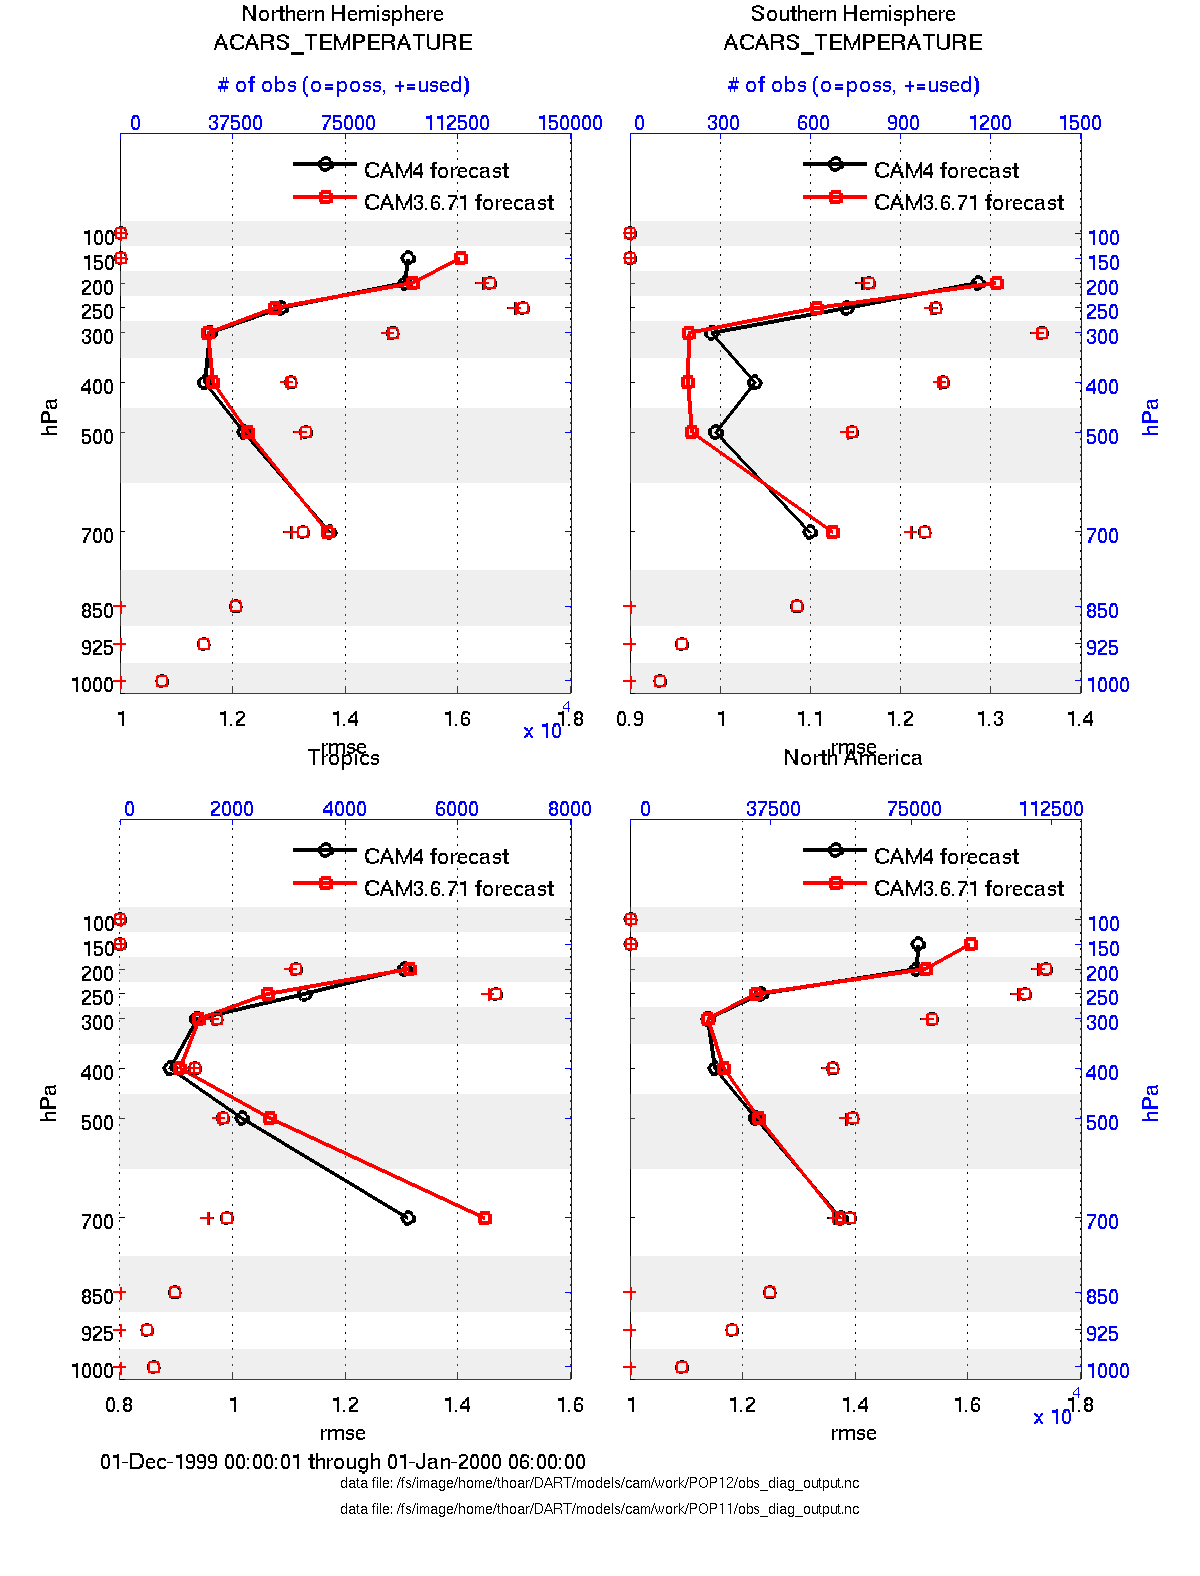 Northern Hemisphere
ACARS_TEMPERATURE
# of obs (o=poss, +=used)
0 37500 75000 112500 150000
CAM4 forecast
CAM3.6.71 forecast
100
150
200
250
300
400
500
700
850
925
1000
hPa
1 1.2 1.4 1.6 1.8
x 10^4
rmse
Southern Hemisphere
ACARS_TEMPERATURE
# of obs (o=poss, +=used)
0 300 600 900 1200 1500
CAM4 forecast
CAM3.6.71 forecast
100
150
200
250
300
400
500
700
850
925
1000
hPa
0.9 1 1.1 1.2 1.3 1.4
rmse
Tropics
0 2000 4000 6000 8000
CAM4 forecast
CAM3.6.71 forecast
100
150
200
250
300
400
500
700
850
925
1000
hPa
0.8 1 1.2 1.4 1.6
rmse
North America
0 37500 75000 112500
CAM4 forecast
CAM3.6.71 forecast
100
150
200
250
300
400
500
700
850
925
1000
hPa
1 1.2 1.4 1.6 1.8
x 10^4
rmse
01-Dec-1999 00:00:01 through 01-Jan-2000 06:00:00
data file: /fs/image/home/thoar/DART/models/cam/work/POP12/obs_diag_output.nc
data file: /fs/image/home/thoar/DART/models/cam/work/POP11/obs_diag_output.nc